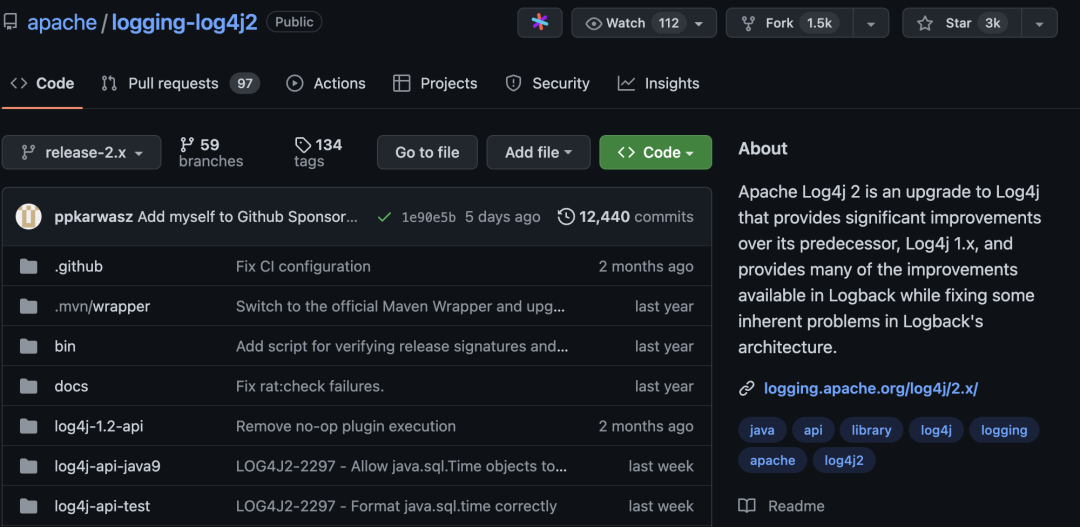 apache / logging-log4j2 Public
Watch 112
Fork 1.5k
Star 3k
Code
Pull requests 97
Actions
Projects
Security
Insights
release-2.x
59 branches
134 tags
Go to file
Add file
Code
ppkarwasz Add myself to Github Sponsor... 1e90e5b 5 days ago 12,440 commits
.github Fix CI configuration 2 months ago
.mvn/wrapper Switch to the official Maven Wrapper and upg... last year
bin Add script for verifying release signatures and... last year
docs Fix rat:check failures. last year
log4j-1.2-api Remove no-op plugin execution 2 months ago
log4j-api-java9 LOG4J2-2297 - Allow java.sql.Time objects to... last week
log4j-api-test LOG4J2-2297 - Format java.sql.time correctly last week
About
Apache Log4j 2 is an upgrade to Log4j
that provides significant improvements
over its predecessor, Log4j 1.x, and
provides many of the improvements
available in Logback while fixing some
inherent problems in Logback's
architecture.
logging.apache.org/log4j/2.x/
java api library log4j logging
apache log4j2
Readme